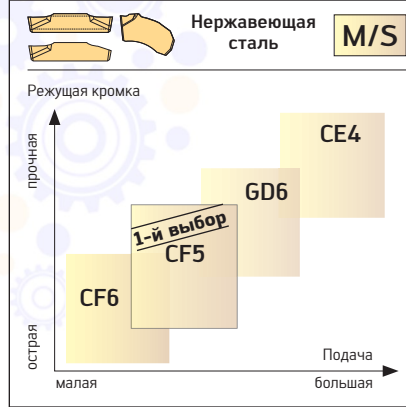 Нержавеющая
сталь
M/S
Режущая кромка
прочная
CE4
GD6
1-й выбор
CF5
CF6
острая
Подача
малая
большая